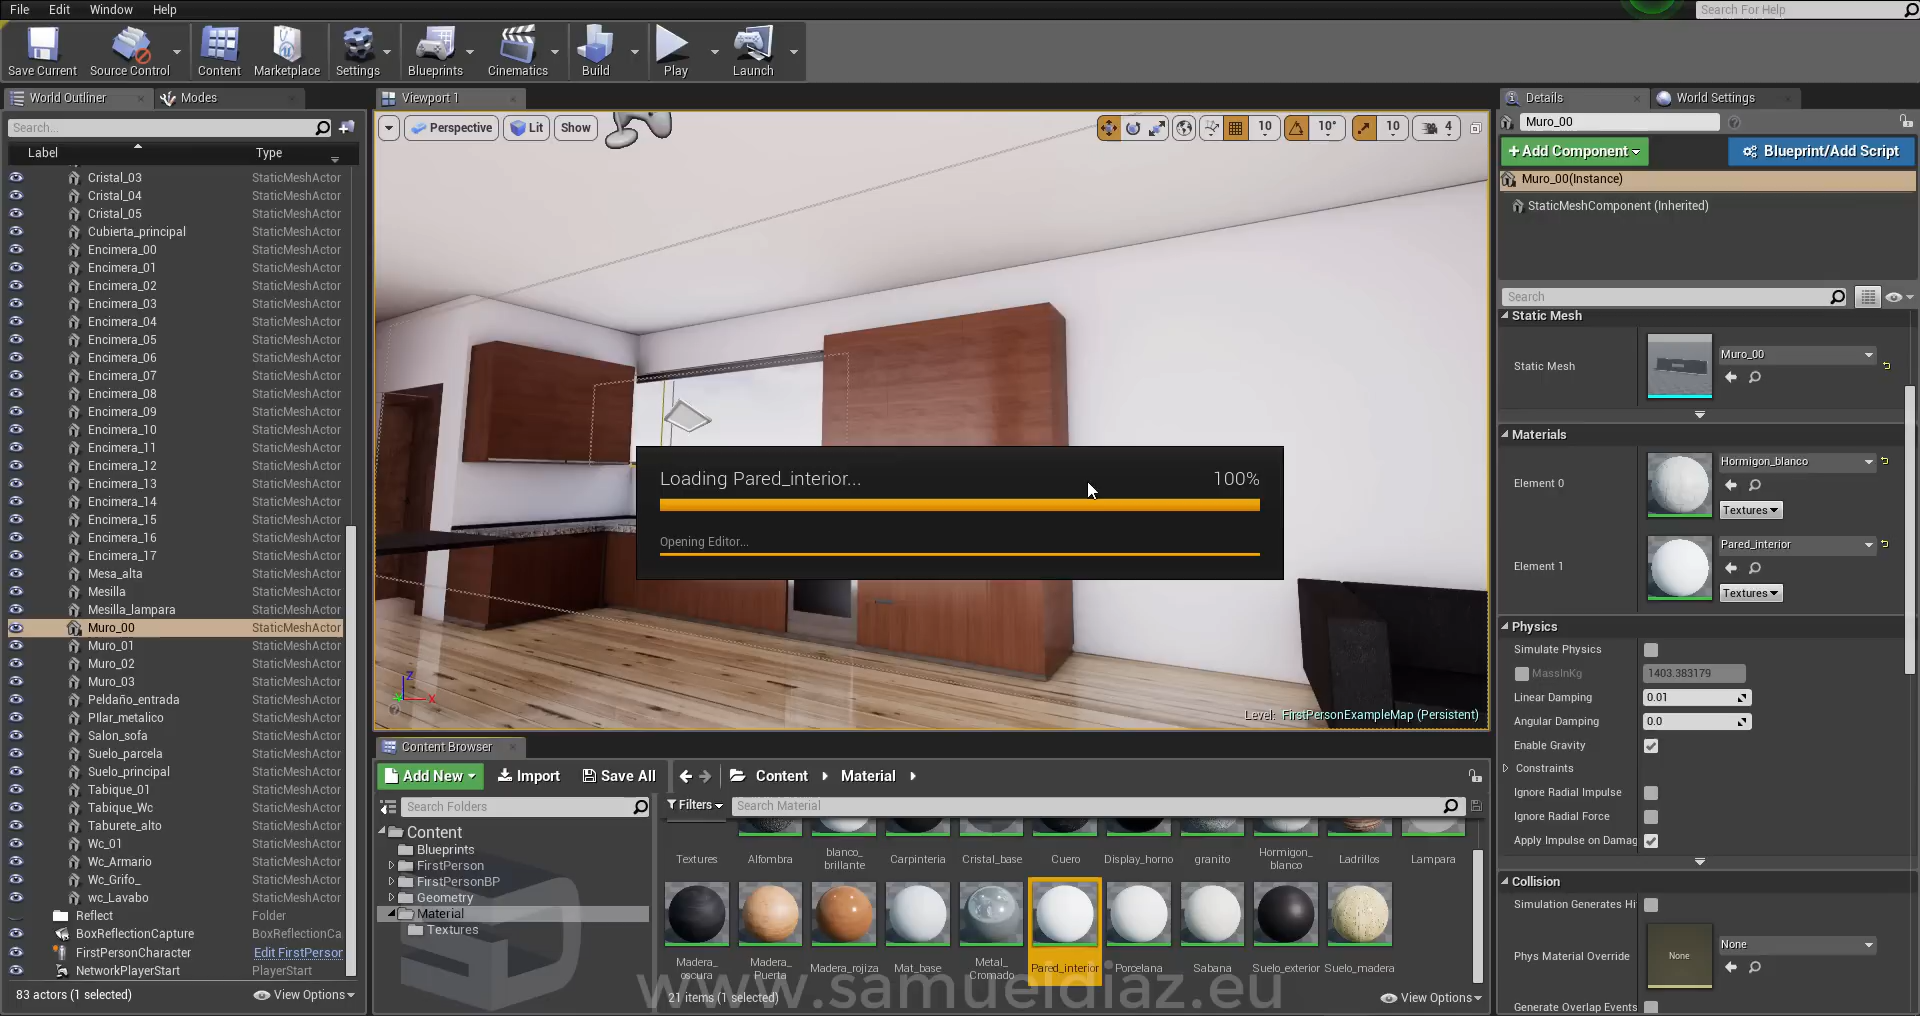 File Edit Window Help
Search For Help
Save Current Source Control Content Marketplace Settings Blueprints Cinematics Build Play Launch
World Outliner Modes
Search...
Label Type
Cristal_03 StaticMeshActor
Cristal_04 StaticMeshActor
Cristal_05 StaticMeshActor
Cubierta_principal StaticMeshActor
Encimera_00 StaticMeshActor
Encimera_01 StaticMeshActor
Encimera_02 StaticMeshActor
Encimera_03 StaticMeshActor
Encimera_04 StaticMeshActor
Encimera_05 StaticMeshActor
Encimera_06 StaticMeshActor
Encimera_07 StaticMeshActor
Encimera_08 StaticMeshActor
Encimera_09 StaticMeshActor
Encimera_10 StaticMeshActor
Encimera_11 StaticMeshActor
Encimera_12 StaticMeshActor
Encimera_13 StaticMeshActor
Encimera_14 StaticMeshActor
Encimera_15 StaticMeshActor
Encimera_16 StaticMeshActor
Encimera_17 StaticMeshActor
Mesa_alta StaticMeshActor
Mesilla StaticMeshActor
Mesilla_lampara StaticMeshActor
Muro_00 StaticMeshActor
Muro_01 StaticMeshActor
Muro_02 StaticMeshActor
Muro_03 StaticMeshActor
Peldaño_entrada StaticMeshActor
PIlar_metalico StaticMeshActor
Salon_sofa StaticMeshActor
Suelo_parcela StaticMeshActor
Suelo_principal StaticMeshActor
Tabique_01 StaticMeshActor
Tabique_Wc StaticMeshActor
Taburete_alto StaticMeshActor
Wc_01 StaticMeshActor
Wc_Armario StaticMeshActor
Wc_Grifo_ StaticMeshActor
wc_Lavabo StaticMeshActor
Reflect Folder
BoxReflectionCapture BoxReflectionCa
FirstPersonCharacter Edit FirstPerson
NetworkPlayerStart PlayerStart
83 actors (1 selected) View Options
Viewport 1
Perspective Lit Show 10 10° 10 4
Loading Pared_interior... 100%
Opening Editor...
Z
X
Level: FirstPersonExampleMap (Persistent)
Content Browser
Add New Import Save All Content Material
Search Folders
Filters Search Material
Content
Blueprints
FirstPerson
FirstPersonBP
Geometry
Material
Textures
Textures Alfombra blanco_ brillante Carpinteria Cristal_base Cuero Display_horno granito Hormigon_ blanco Ladrillos Lampara
Madera_ oscura Madera_ Puerta Madera_rojiza Mat_base Metal_ Cromado Pared_interior Porcelana Sabana Suelo_exterior Suelo_madera
21 items (1 selected) View Options
www.samueldiaz.eu
Details World Settings
Muro_00
+Add Component Blueprint/Add Script
Muro_00(Instance)
StaticMeshComponent (Inherited)
Search
Static Mesh
Static Mesh Muro_00
Materials
Element 0 Hormigon_blanco
Textures
Element 1 Pared_interior
Textures
Physics
Simulate Physics
MassInKg 1403.383179
Linear Damping 0.01
Angular Damping 0.0
Enable Gravity
Constraints
Ignore Radial Impulse
Ignore Radial Force
Apply Impulse on Damag
Collision
Simulation Generates Hi
Phys Material Override None None
Generate Overlap Events